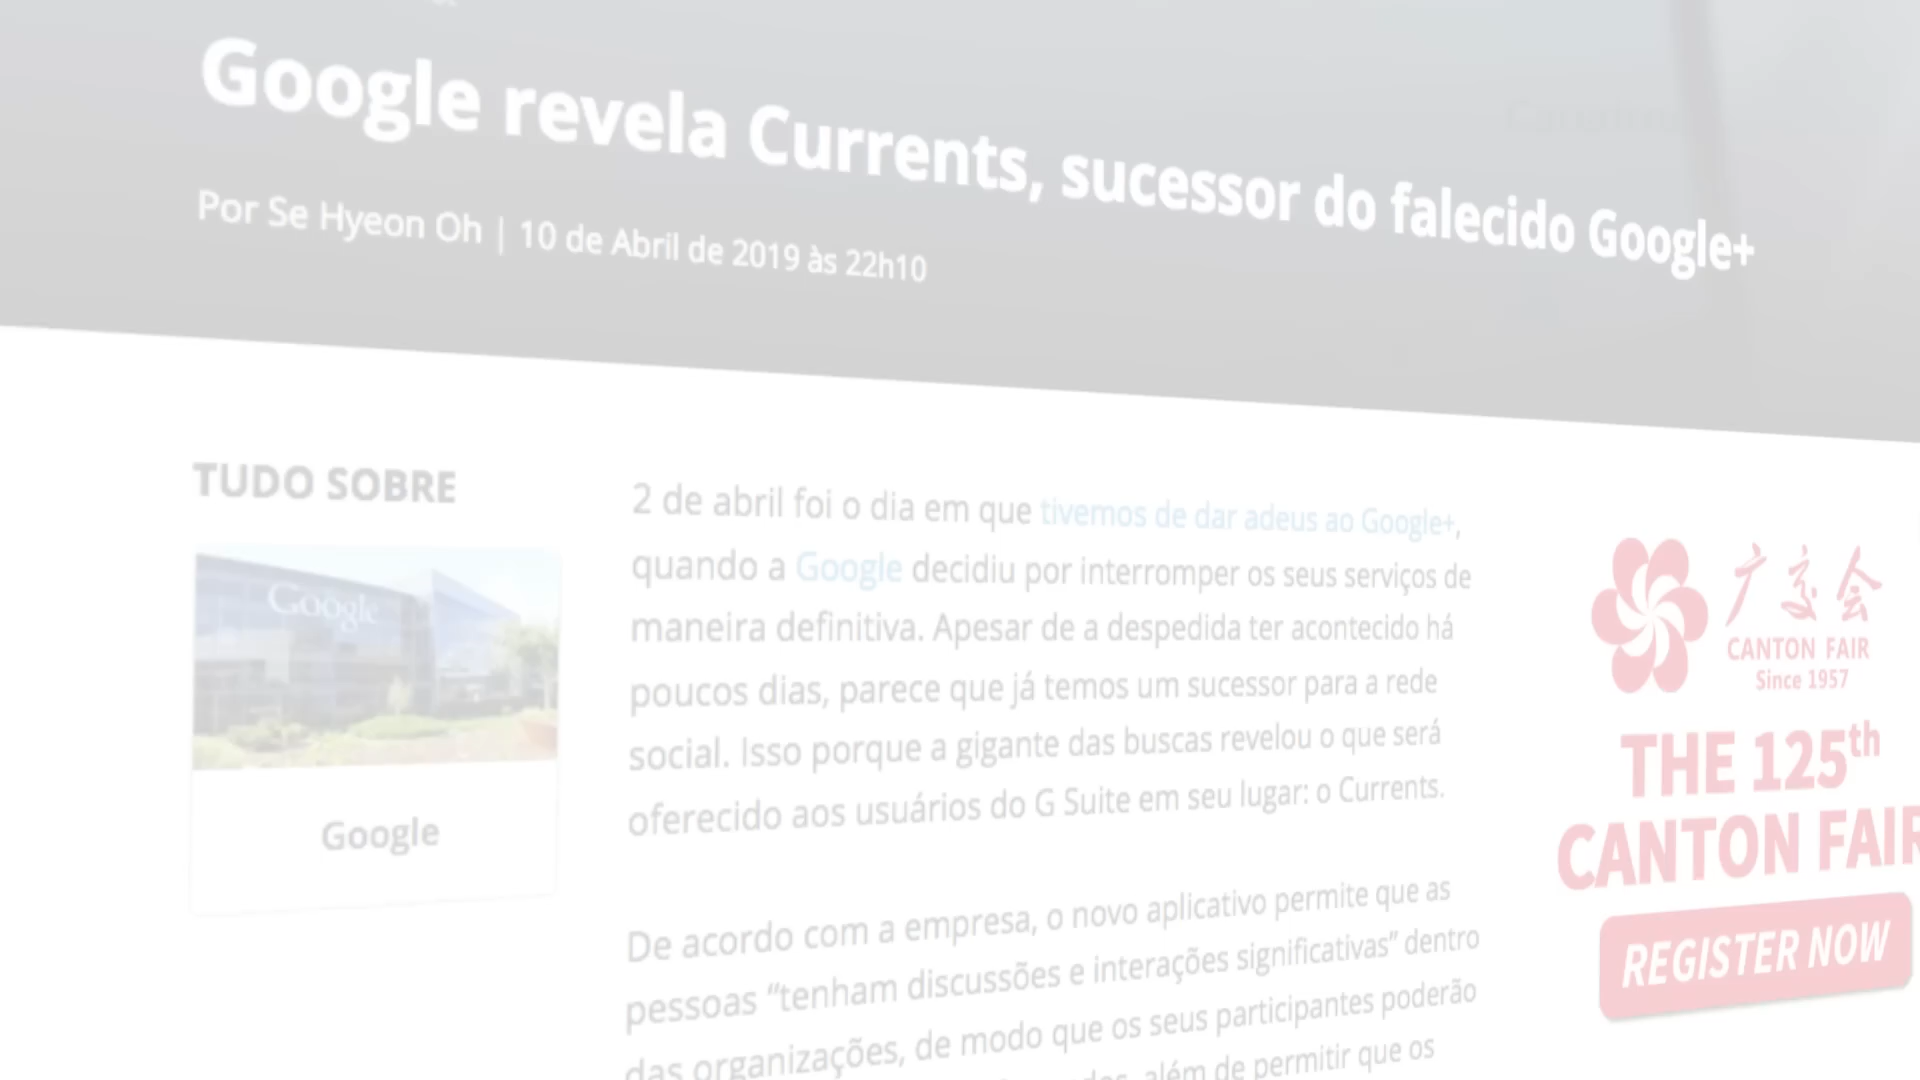 Google revela Currents, sucessor do falecido Google+
Por Se Hyeon Oh | 10 de Abril de 2019 às 22h10
TUDO SOBRE
Google
Google
2 de abril foi o dia em que tivemos de dar adeus ao Google+,
quando a Google decidiu por interromper os seus serviços de
maneira definitiva. Apesar de a despedida ter acontecido há
poucos dias, parece que já temos um sucessor para a rede
social. Isso porque a gigante das buscas revelou o que será
oferecido aos usuários do G Suite em seu lugar: o Currents.
De acordo com a empresa, o novo aplicativo permite que as
pessoas “tenham discussões e interações significativas” dentro
das organizações, de modo que os seus participantes poderão
além de permitir que os
广交会
CANTON FAIR
Since 1957
THE 125th
CANTON FAIR
REGISTER NOW